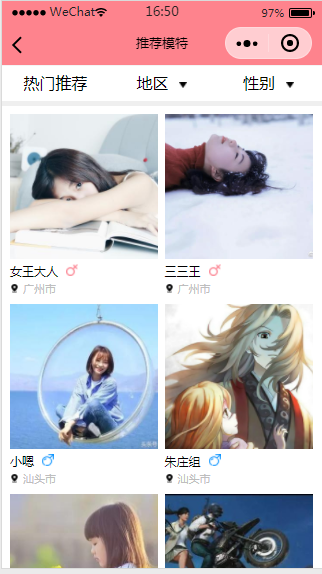 WeChat 16:50 97%
推荐模特
热门推荐 地区 性别
女王大人 三三王
广州市 广州市
小嗯 朱庄组
汕头市 汕头市